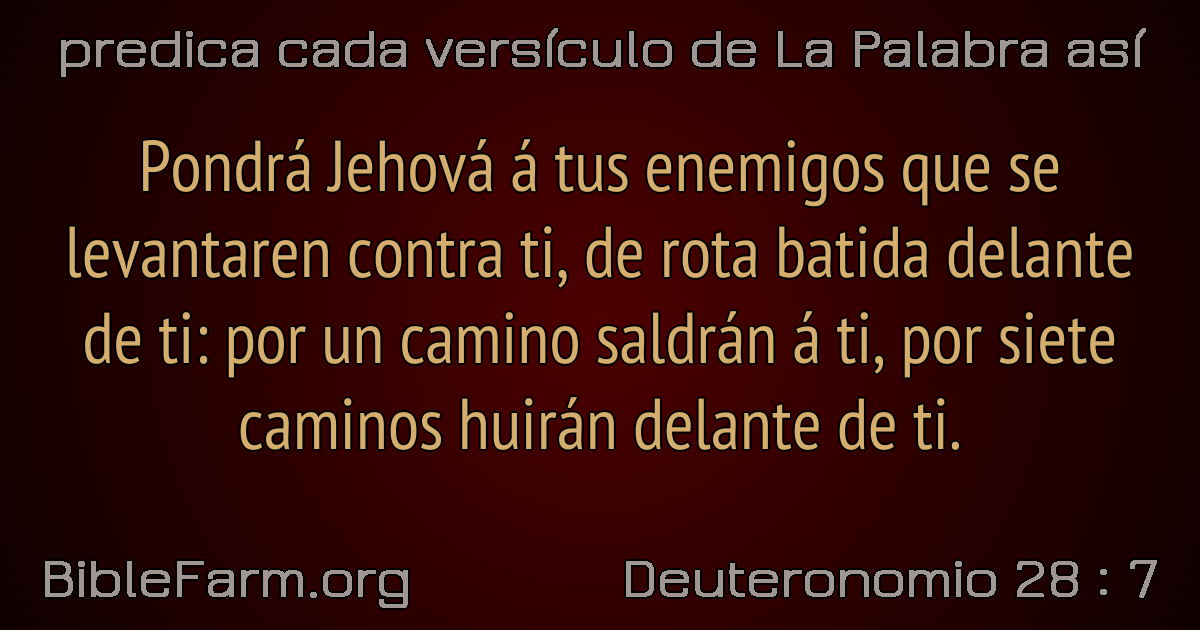 predica cada versículo de La Palabra así
Pondrá Jehová á tus enemigos que se
levantaren contra ti, de rota batida delante
de ti: por un camino saldrán á ti, por siete
caminos huirán delante de ti.
BibleFarm.org
Deuteronomio 28 : 7